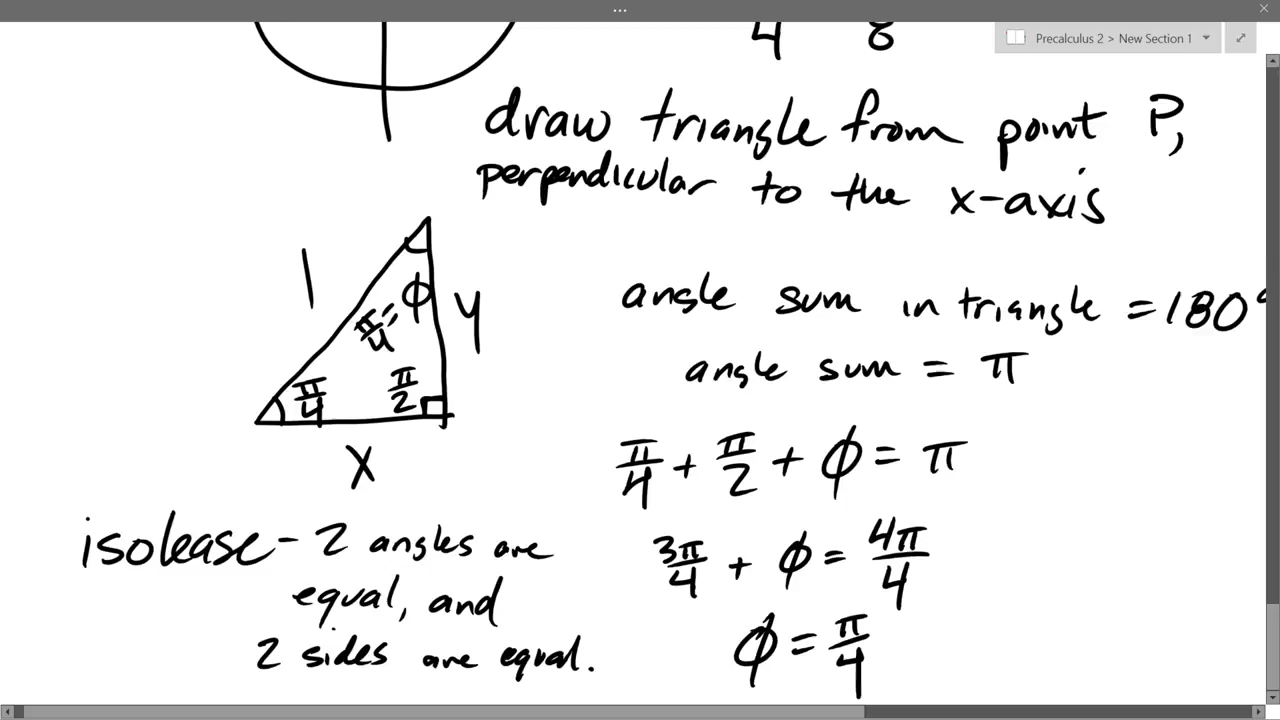 ...
Precalculus 2 > New Section 1
4 8
draw triangle from point P,
perpendicular to the x-axis
1
π/4 = ϕ
y
π/4
π/2
x
angle sum in triangle = 180°
angle sum = π
π/4 + π/2 + ϕ = π
3π/4 + ϕ = 4π/4
ϕ = π/4
isolease - 2 angles are
equal, and
2 sides are equal.